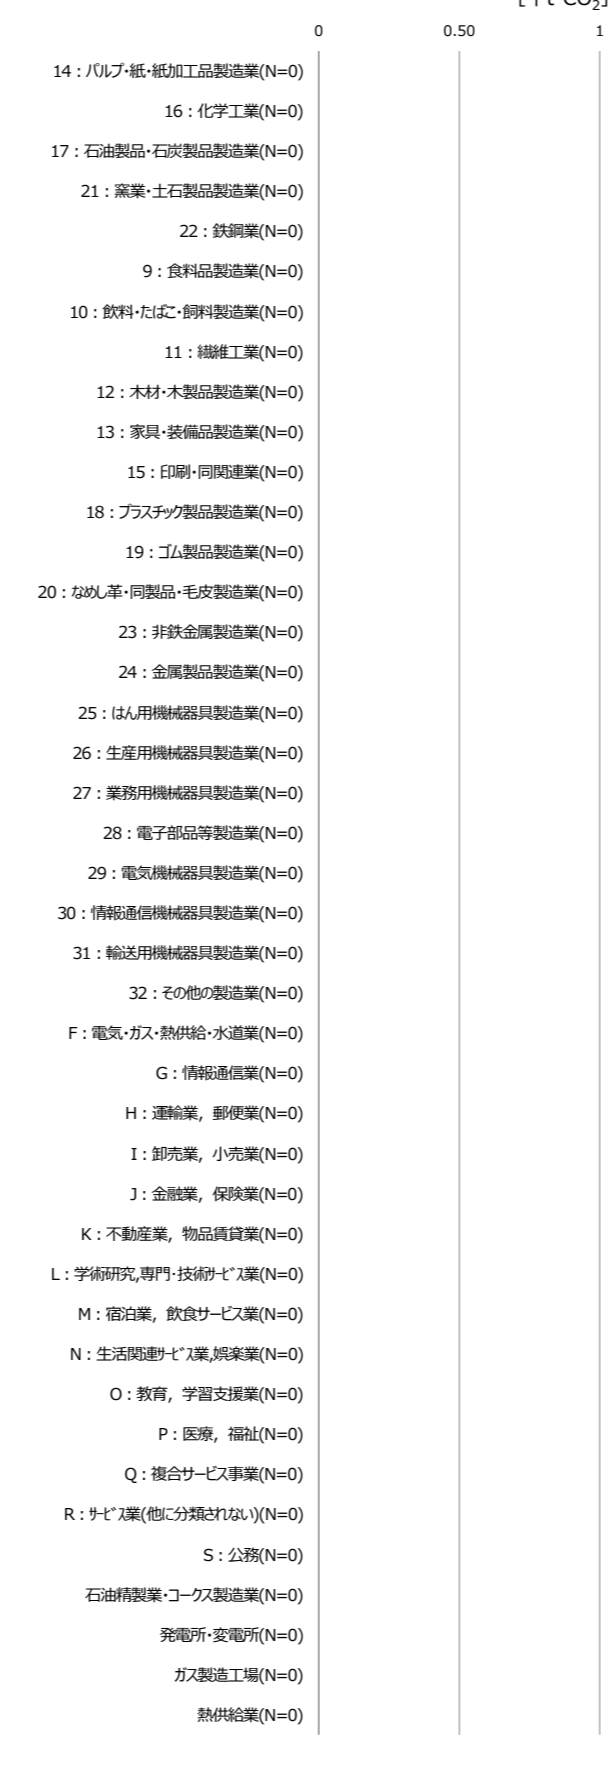 [千t-CO2]
0 0.50 1
14：パルプ・紙・紙加工品製造業(N=0)
16：化学工業(N=0)
17：石油製品・石炭製品製造業(N=0)
21：窯業・土石製品製造業(N=0)
22：鉄鋼業(N=0)
9：食料品製造業(N=0)
10：飲料・たばこ・飼料製造業(N=0)
11：繊維工業(N=0)
12：木材・木製品製造業(N=0)
13：家具・装備品製造業(N=0)
15：印刷・同関連業(N=0)
18：プラスチック製品製造業(N=0)
19：ゴム製品製造業(N=0)
20：なめし革・同製品・毛皮製造業(N=0)
23：非鉄金属製造業(N=0)
24：金属製品製造業(N=0)
25：はん用機械器具製造業(N=0)
26：生産用機械器具製造業(N=0)
27：業務用機械器具製造業(N=0)
28：電子部品等製造業(N=0)
29：電気機械器具製造業(N=0)
30：情報通信機械器具製造業(N=0)
31：輸送用機械器具製造業(N=0)
32：その他の製造業(N=0)
F：電気・ガス・熱供給・水道業(N=0)
G：情報通信業(N=0)
H：運輸業，郵便業(N=0)
I：卸売業，小売業(N=0)
J：金融業，保険業(N=0)
K：不動産業，物品賃貸業(N=0)
L：学術研究,専門・技術ｻｰﾋﾞｽ業(N=0)
M：宿泊業，飲食サービス業(N=0)
N：生活関連ｻｰﾋﾞｽ業,娯楽業(N=0)
O：教育，学習支援業(N=0)
P：医療，福祉(N=0)
Q：複合サービス事業(N=0)
R：ｻｰﾋﾞｽ業(他に分類されない)(N=0)
S：公務(N=0)
石油精製業・コークス製造業(N=0)
発電所・変電所(N=0)
ガス製造工場(N=0)
熱供給業(N=0)